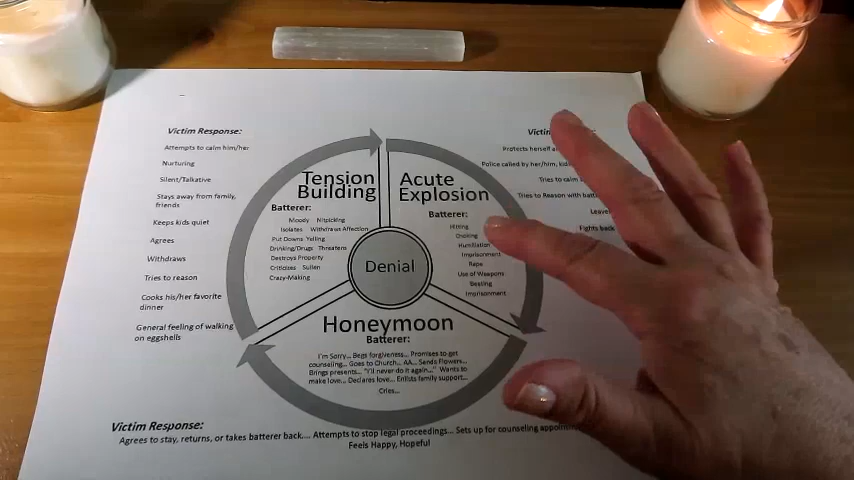 Victim Response:
Attempts to calm him/her
Nurturing
Silent/Talkative
Stays away from family,
friends
Keeps kids quiet
Agrees
Withdraws
Tries to reason
Cooks his/her favorite
dinner
General feeling of walking
on eggshells
Tension
Building
Batterer:
Moody Nitpicking
Isolates Withdraws Affection
Put Downs Yelling
Drinking/Drugs Threatens
Destroys Property
Criticizes Sullen
Crazy-Making
Acute
Explosion
Batterer:
Hitting
Choking
Humiliation
Imprisonment
Rape
Use of Weapons
Beating
Imprisonment
Protects herself
Police called by her/him,
Tries to calm
Tries to Reason with
Fights back
Denial
Honeymoon
Batterer:
I'm Sorry... Begs forgiveness... Promises to get
counseling... Goes to Church... AA... Sends Flowers...
Brings presents... "I'll never do it again..." Wants to
make love... Declares love... Enlists family support...
Cries...
Victim Response:
Agrees to stay, returns, or takes batterer back.... Attempts to stop legal proceedings... Sets up for counseling
Feels Happy, Hopeful